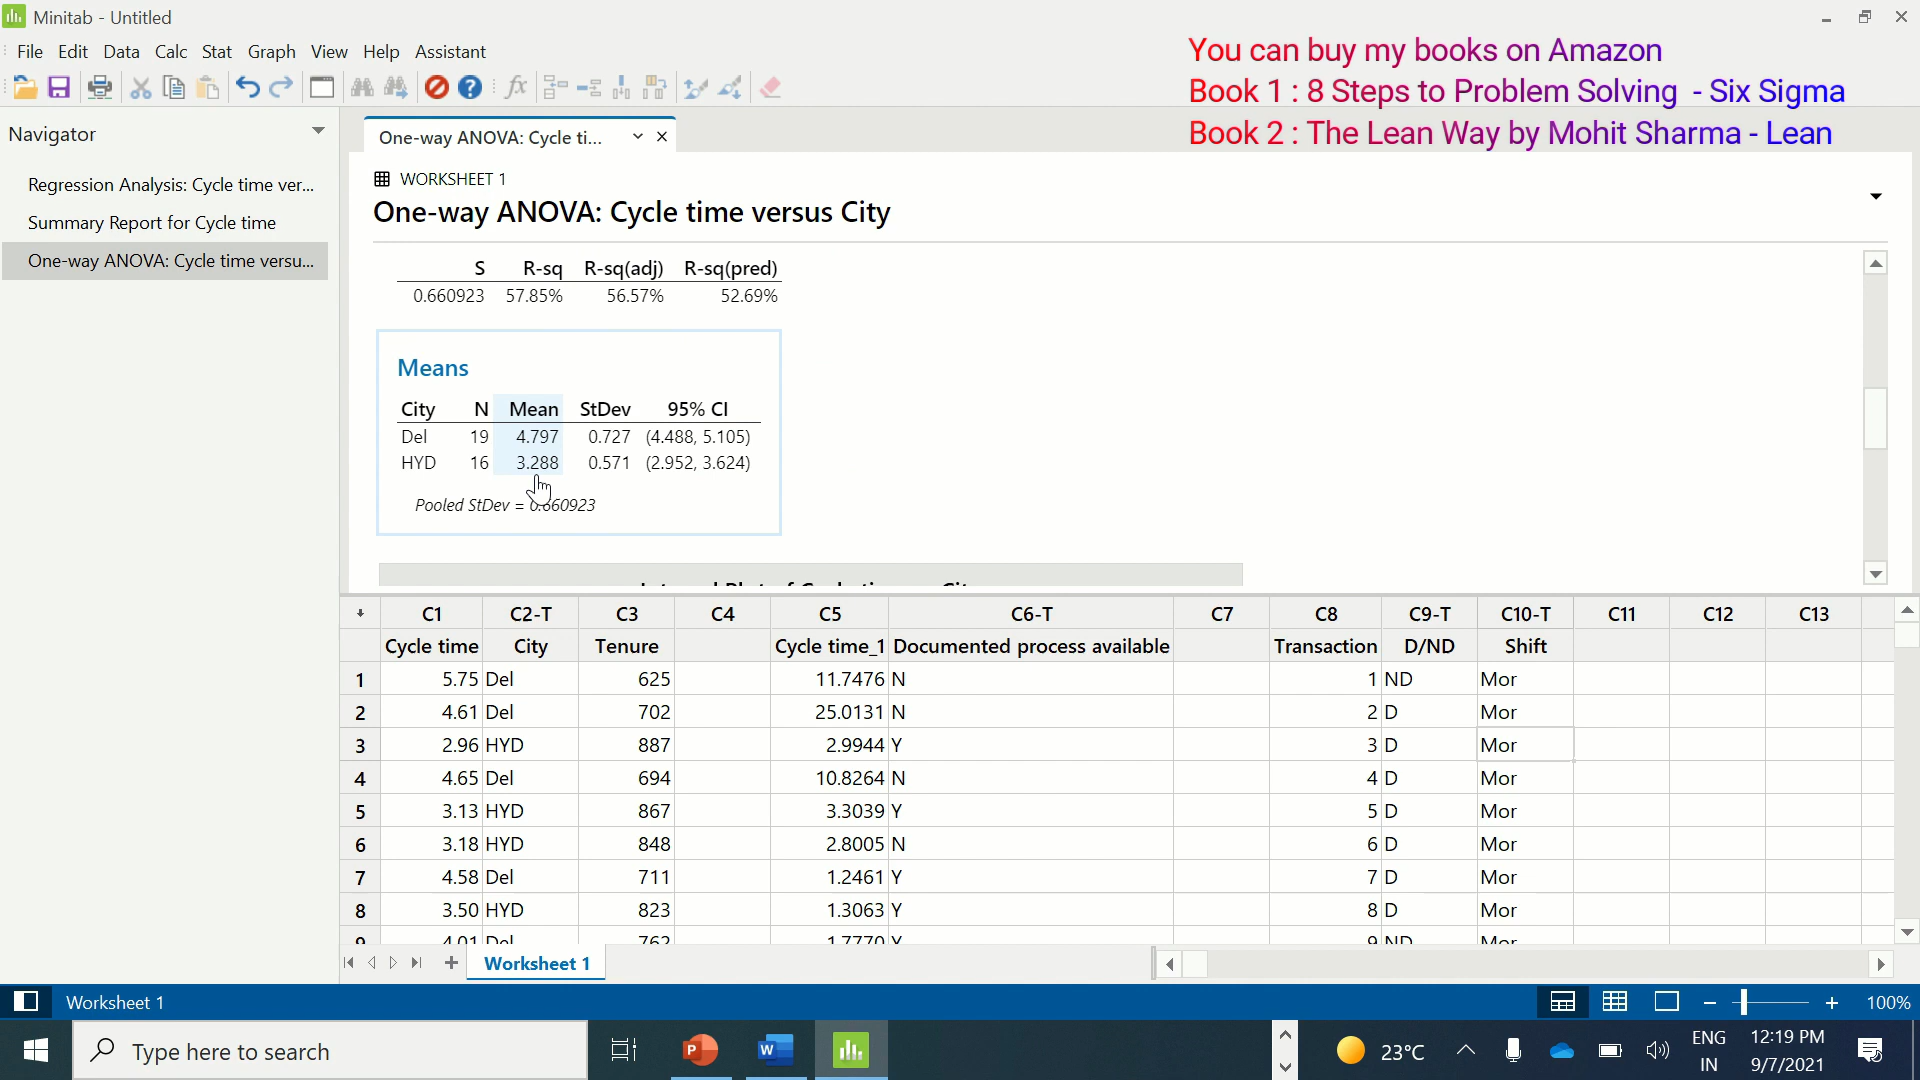 Minitab - Untitled
File Edit Data Calc Stat Graph View Help Assistant
You can buy my books on Amazon
Book 1 : 8 Steps to Problem Solving - Six Sigma
Book 2 : The Lean Way by Mohit Sharma - Lean
Navigator
Regression Analysis: Cycle time ver...
Summary Report for Cycle time
One-way ANOVA: Cycle time versu...
One-way ANOVA: Cycle ti...
WORKSHEET 1
One-way ANOVA: Cycle time versus City
S R-sq R-sq(adj) R-sq(pred)
0.660923 57.85% 56.57% 52.69%
Means
City N Mean StDev 95% CI
Del 19 4.797 0.727 (4.488, 5.105)
HYD 16 3.288 0.571 (2.952, 3.624)
Pooled StDev = 0.660923
C1 C2-T C3 C4 C5 C6-T C7 C8 C9-T C10-T C11 C12 C13
Cycle time City Tenure Cycle time_1 Documented process available Transaction D/ND Shift
1 5.75 Del 625 11.7476 N 1 ND Mor
2 4.61 Del 702 25.0131 N 2 D Mor
3 2.96 HYD 887 2.9944 Y 3 D Mor
4 4.65 Del 694 10.8264 N 4 D Mor
5 3.13 HYD 867 3.3039 Y 5 D Mor
6 3.18 HYD 848 2.8005 N 6 D Mor
7 4.58 Del 711 1.2461 Y 7 D Mor
8 3.50 HYD 823 1.3063 Y 8 D Mor
9 4.01 Del 762 1.7770 Y 9 ND Mor
Worksheet 1
Worksheet 1
100%
Type here to search
23°C
ENG
IN
12:19 PM
9/7/2021